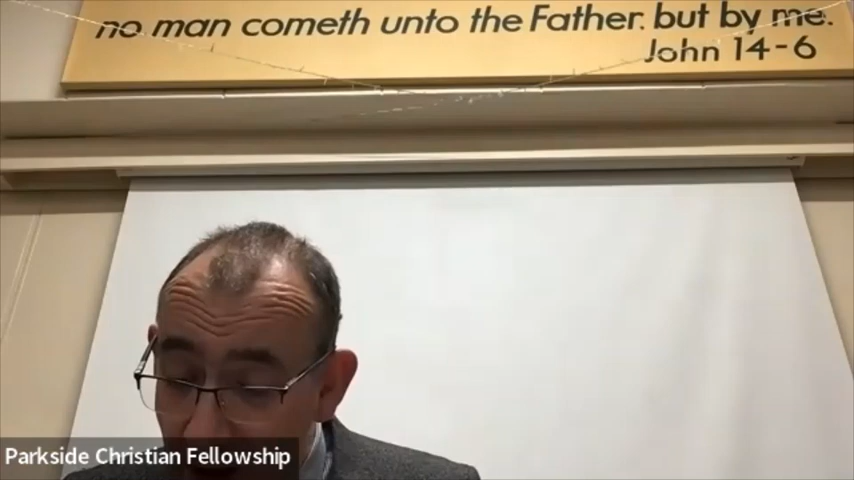 no man cometh unto the Father. but by me.
John 14-6
Parkside Christian Fellowship